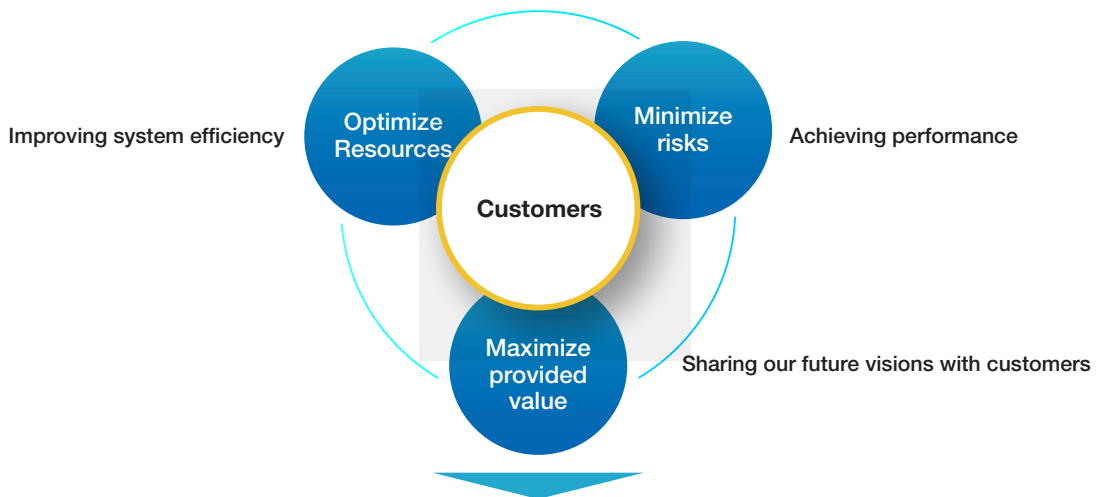 Improving system efficiency
Optimize
Resources
Customers
Minimize
risks
Achieving performance
Maximize
provided
value
Sharing our future visions with customers